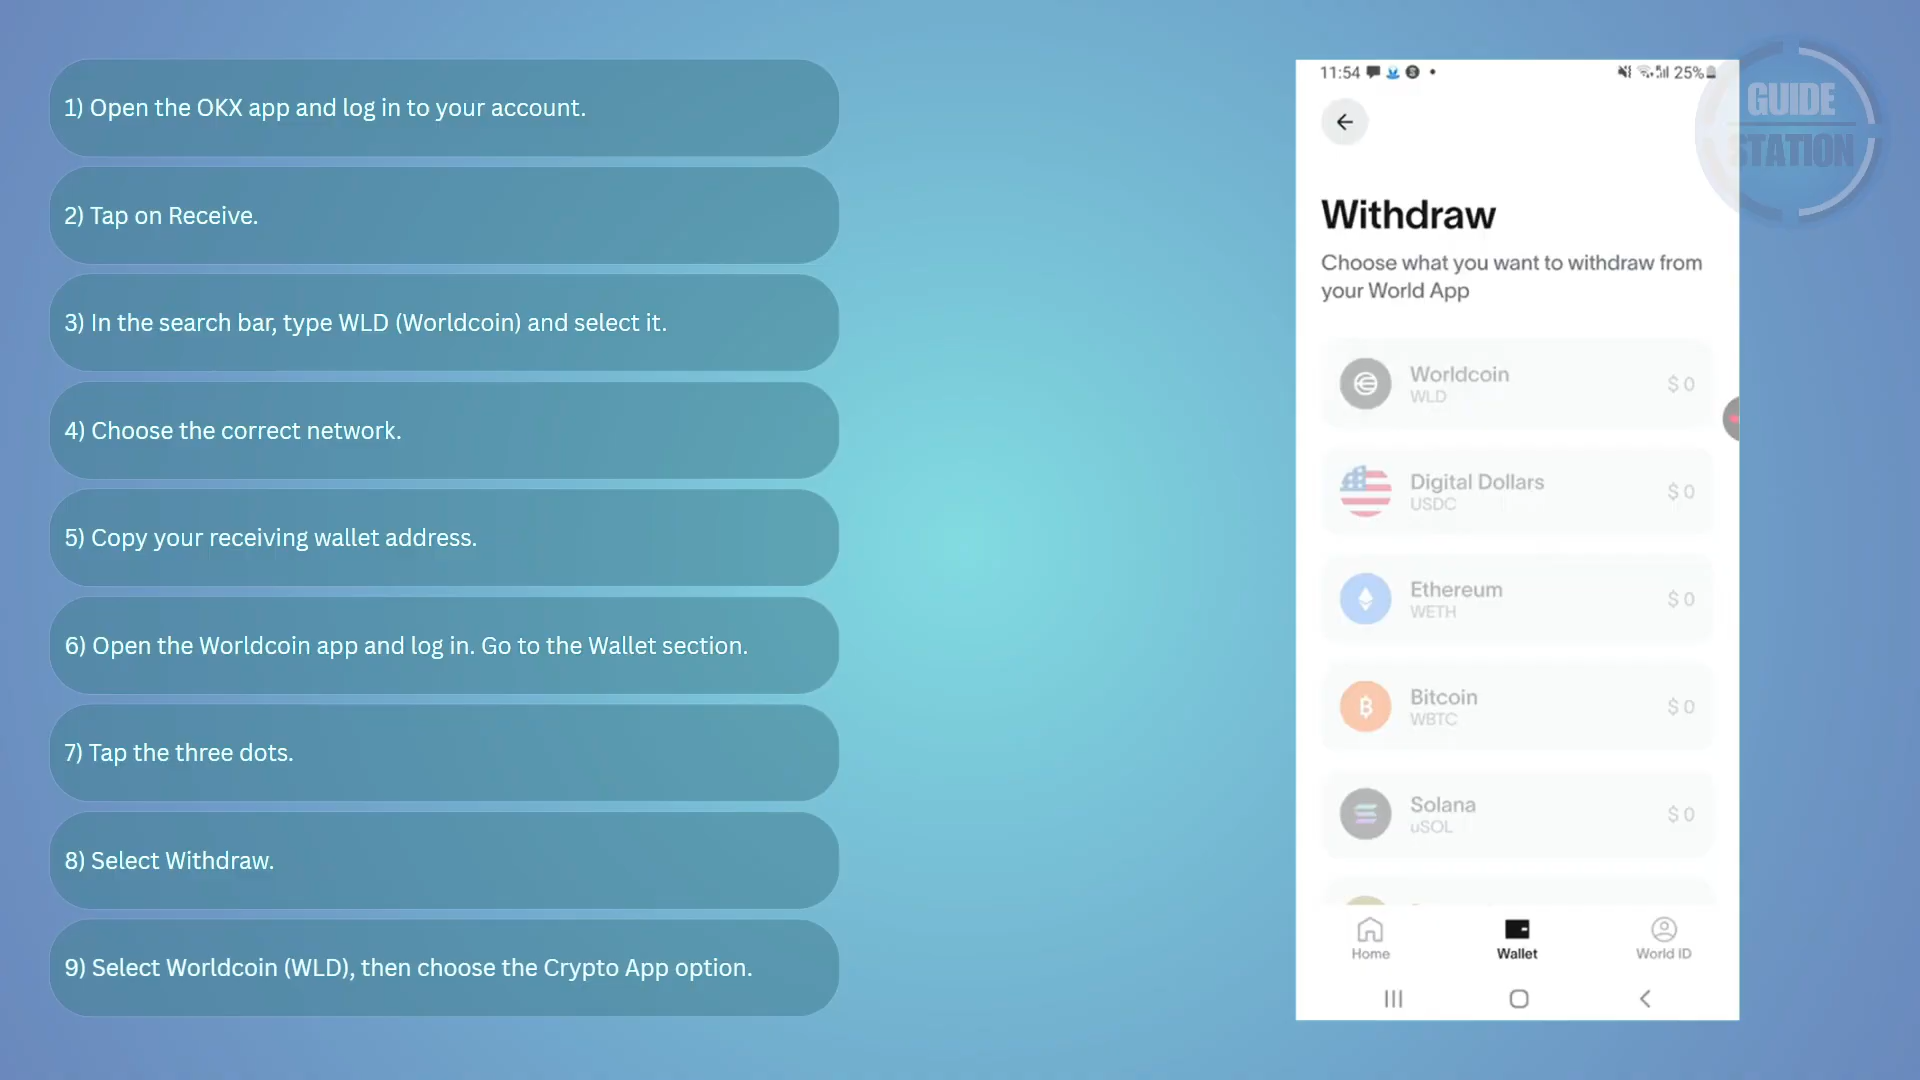 1) Open the OKX app and log in to your account.
2) Tap on Receive.
3) In the search bar, type WLD (Worldcoin) and select it.
4) Choose the correct network.
5) Copy your receiving wallet address.
6) Open the Worldcoin app and log in. Go to the Wallet section.
7) Tap the three dots.
8) Select Withdraw.
9) Select Worldcoin (WLD), then choose the Crypto App option.
11:54
25%
GUIDE
STATION
Withdraw
Choose what you want to withdraw from
your World App
Worldcoin
WLD
$ 0
Digital Dollars
USDC
$ 0
Ethereum
WETH
$ 0
Bitcoin
WBTC
$ 0
Solana
uSOL
$ 0
Home
Wallet
World ID